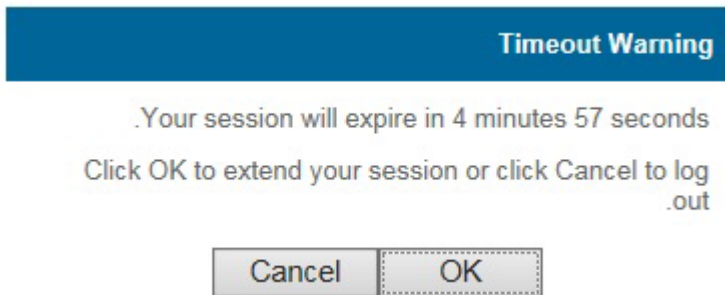 Timeout Warning
.Your session will expire in 4 minutes 57 seconds
Click OK to extend your session or click Cancel to log
.out
Cancel
OK